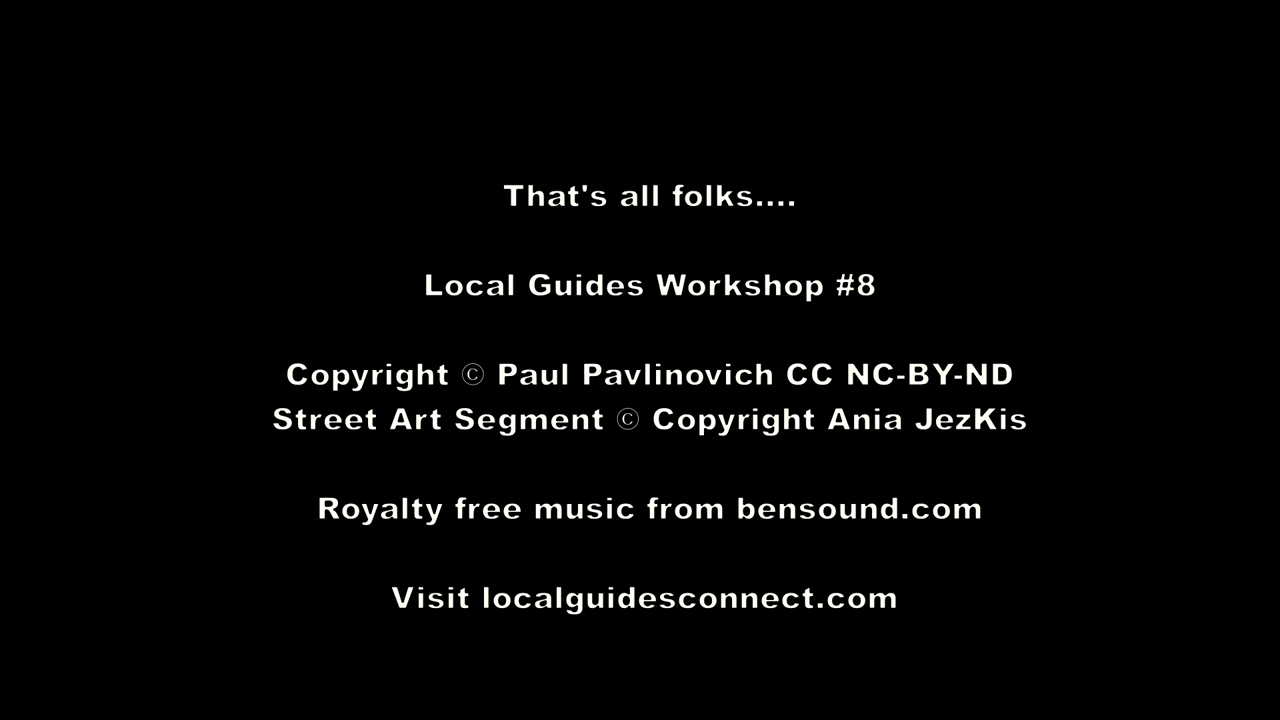 That's all folks....
Local Guides Workshop #8
Copyright © Paul Pavlinovich CC NC-BY-ND
Street Art Segment © Copyright Ania JezKis
Royalty free music from bensound.com
Visit localguidesconnect.com